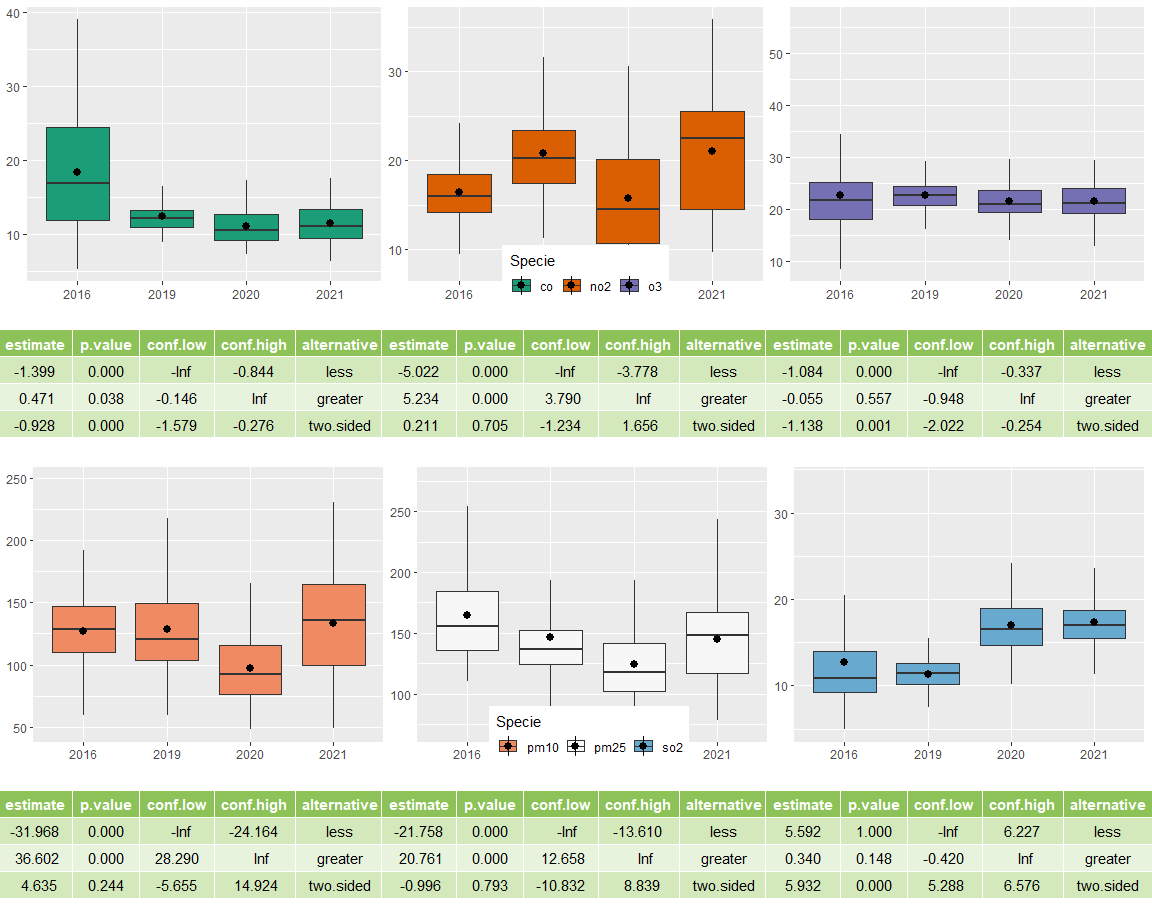 40
30
20
10
2016 2019 2020 2021
30
20
10
2016 2021
Specie
co no2 o3
50
40
30
20
10
2016 2019 2020 2021
estimate p.value conf.low conf.high alternative estimate p.value conf.low conf.high alternative estimate p.value conf.low conf.high alternative
-1.399 0.000 -Inf -0.844 less -5.022 0.000 -Inf -3.778 less -1.084 0.000 -Inf -0.337 less
0.471 0.038 -0.146 Inf greater 5.234 0.000 3.790 Inf greater -0.055 0.557 -0.948 Inf greater
-0.928 0.000 -1.579 -0.276 two.sided 0.211 0.705 -1.234 1.656 two.sided -1.138 0.001 -2.022 -0.254 two.sided
250
200
150
100
50
2016 2019 2020 2021
250
200
150
100
2016 2021
Specie
pm10 pm25 so2
30
20
10
2016 2019 2020 2021
estimate p.value conf.low conf.high alternative estimate p.value conf.low conf.high alternative estimate p.value conf.low conf.high alternative
-31.968 0.000 -Inf -24.164 less -21.758 0.000 -Inf -13.610 less 5.592 1.000 -Inf 6.227 less
36.602 0.000 28.290 Inf greater 20.761 0.000 12.658 Inf greater 0.340 0.148 -0.420 Inf greater
4.635 0.244 -5.655 14.924 two.sided -0.996 0.793 -10.832 8.839 two.sided 5.932 0.000 5.288 6.576 two.sided